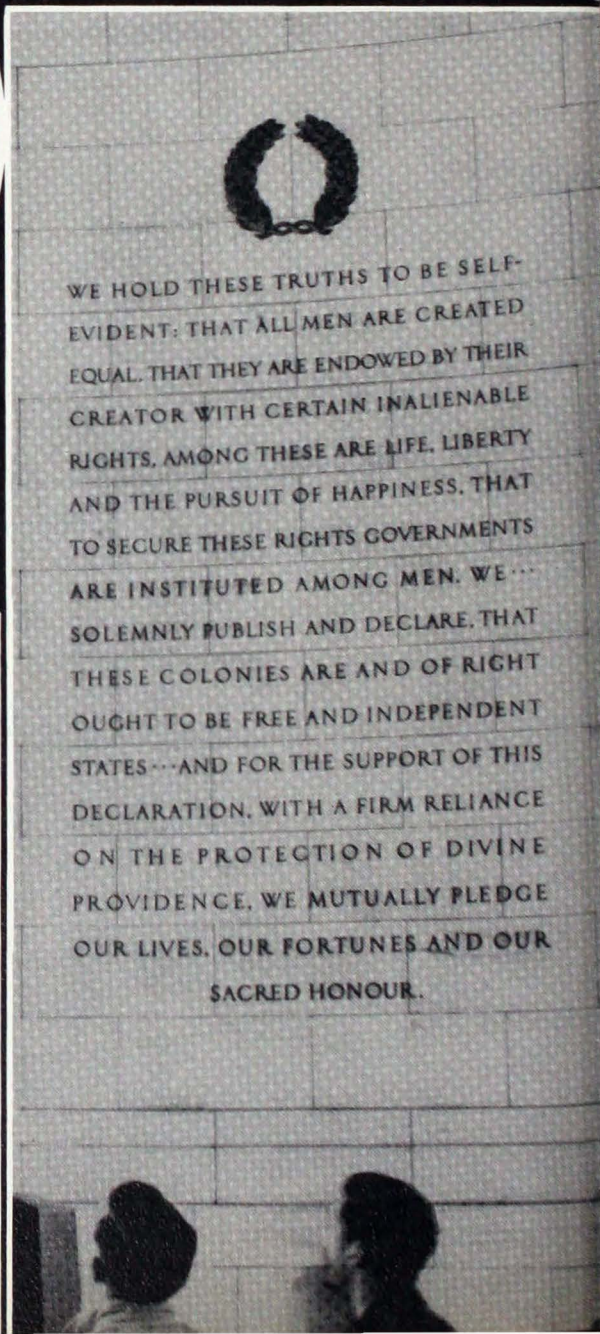 WE HOLD THESE TRUTHS TO BE SELF-
EVIDENT: THAT ALL MEN ARE CREATED
EQUAL. THAT THEY ARE ENDOWED BY THEIR
CREATOR WITH CERTAIN INALIENABLE
RIGHTS, AMONG THESE ARE LIFE, LIBERTY
AND THE PURSUIT OF HAPPINESS, THAT
TO SECURE THESE RIGHTS GOVERNMENTS
ARE INSTITUTED AMONG MEN. WE···
SOLEMNLY PUBLISH AND DECLARE, THAT
THESE COLONIES ARE AND OF RIGHT
OUGHT TO BE FREE AND INDEPENDENT
STATES···AND FOR THE SUPPORT OF THIS
DECLARATION, WITH A FIRM RELIANCE
ON THE PROTECTION OF DIVINE
PROVIDENCE, WE MUTUALLY PLEDGE
OUR LIVES, OUR FORTUNES AND OUR
SACRED HONOUR.